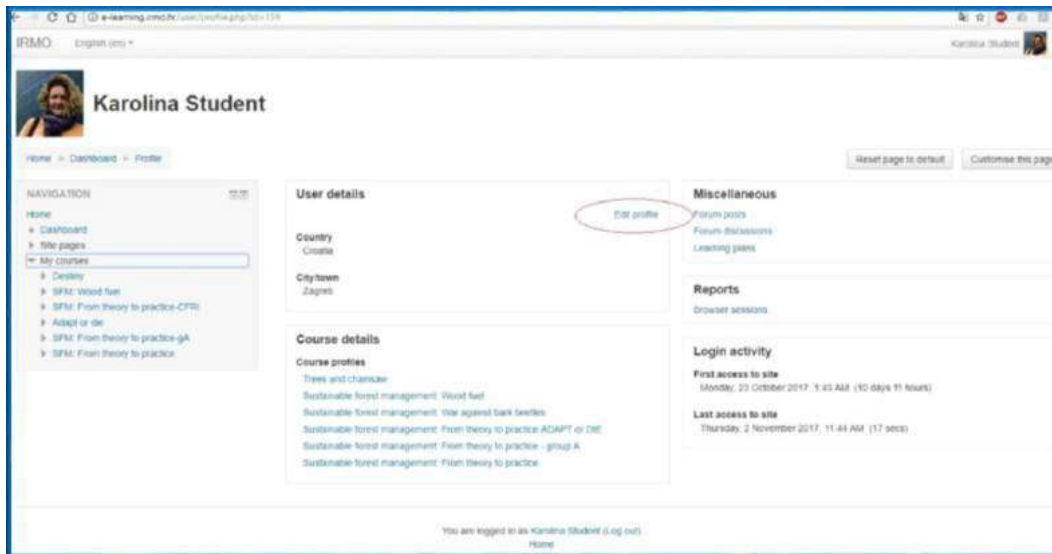 e-learning.irmo.hr/user/profile.php?id=159
IRMO English (en)
Karolina Student
Karolina Student
Home Dashboard Profile
Reset page to default Customise this page
NAVIGATION
Home
Dashboard
Site pages
My courses
Destiny
SFM: Wood fuel
SFM: From theory to practice-CFRI
Adapt or die
SFM: From theory to practice-gA
SFM: From theory to practice
User details
Edit profile
Country
Croatia
City/town
Zagreb
Course details
Course profiles
Trees and chainsaw
Sustainable forest management: Wood fuel
Sustainable forest management: War against bark beetles
Sustainable forest management: From theory to practice ADAPT or DIE
Sustainable forest management: From theory to practice - group A
Sustainable forest management: From theory to practice
Miscellaneous
Forum posts
Forum discussions
Learning plans
Reports
Browser sessions
Login activity
First access to site
Monday, 23 October 2017, 1:43 AM (10 days 11 hours)
Last access to site
Thursday, 2 November 2017, 11:44 AM (17 secs)
You are logged in as Karolina Student (Log out)
Home